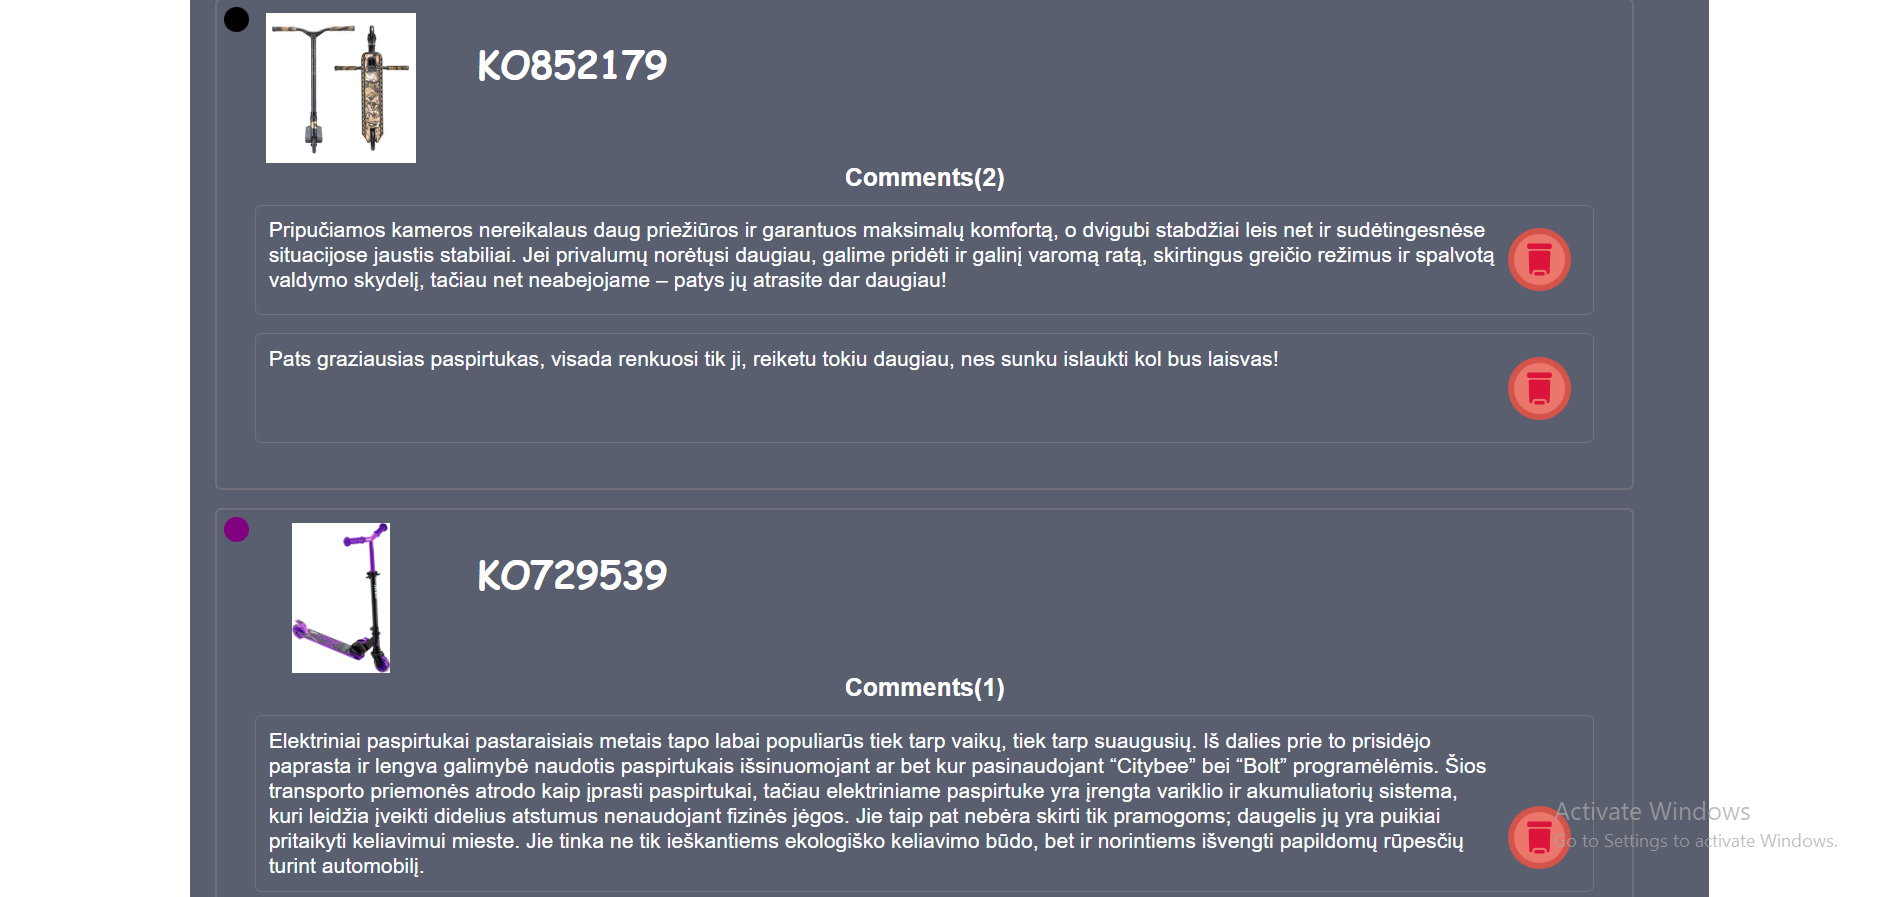 KO852179
Comments(2)
Pripučiamos kameros nereikalaus daug priežiūros ir garantuos maksimalų komfortą, o dvigubi stabdžiai leis net ir sudėtingesnėse
situacijose jaustis stabiliai. Jei privalumų norėtųsi daugiau, galime pridėti ir galinį varomą ratą, skirtingus greičio režimus ir spalvotą
valdymo skydelį, tačiau net neabejojame – patys jų atrasite dar daugiau!
Pats graziausias paspirtukas, visada renkuosi tik ji, reiketu tokiu daugiau, nes sunku islaukti kol bus laisvas!
KO729539
Comments(1)
Elektriniai paspirtukai pastaraisiais metais tapo labai populiarūs tiek tarp vaikų, tiek tarp suaugusių. Iš dalies prie to prisidėjo
paprasta ir lengva galimybė naudotis paspirtukais išsinuomojant ar bet kur pasinaudojant “Citybee” bei “Bolt” programėlėmis. Šios
transporto priemonės atrodo kaip įprasti paspirtukai, tačiau elektriniame paspirtuke yra įrengta variklio ir akumuliatorių sistema,
kuri leidžia įveikti didelius atstumus nenaudojant fizinės jėgos. Jie taip pat nebėra skirti tik pramogoms; daugelis jų yra puikiai
pritaikyti keliavimui mieste. Jie tinka ne tik ieškantiems ekologiško keliavimo būdo, bet ir norintiems išvengti papildomų rūpesčių
turint automobilį.
Activate Windows
Go to Settings to activate Windows.